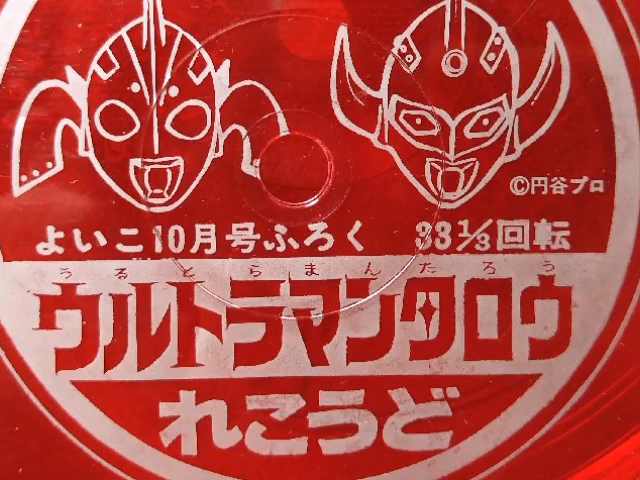 ©円谷プロ
よいこ10月号ふろく 33⅓回転
うるとらまんたろう
ウルトラマンタロウ
れこうど